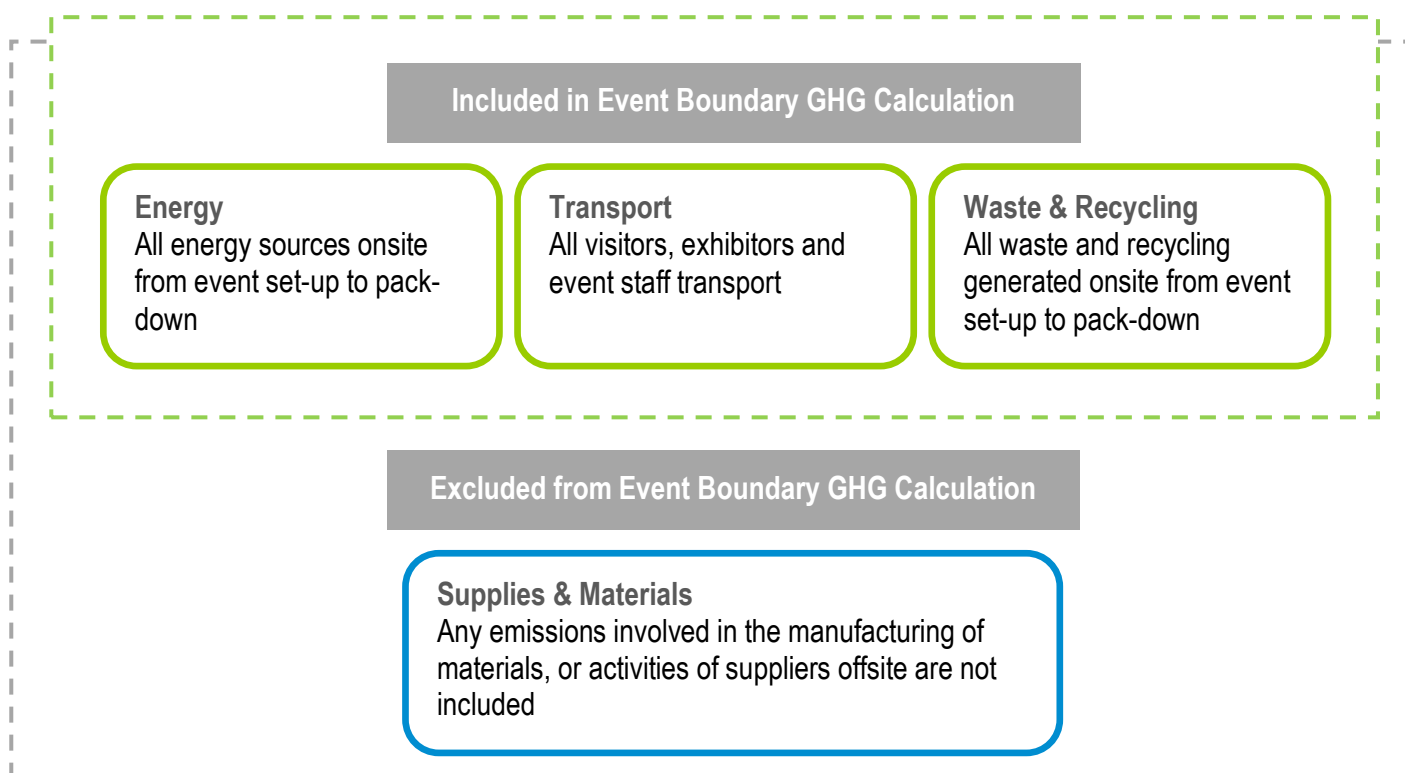 Included in Event Boundary GHG Calculation
Energy
All energy sources onsite
from event set-up to pack-
down
Transport
All visitors, exhibitors and
event staff transport
Waste & Recycling
All waste and recycling
generated onsite from event
set-up to pack-down
Excluded from Event Boundary GHG Calculation
Supplies & Materials
Any emissions involved in the manufacturing of
materials, or activities of suppliers offsite are not
included